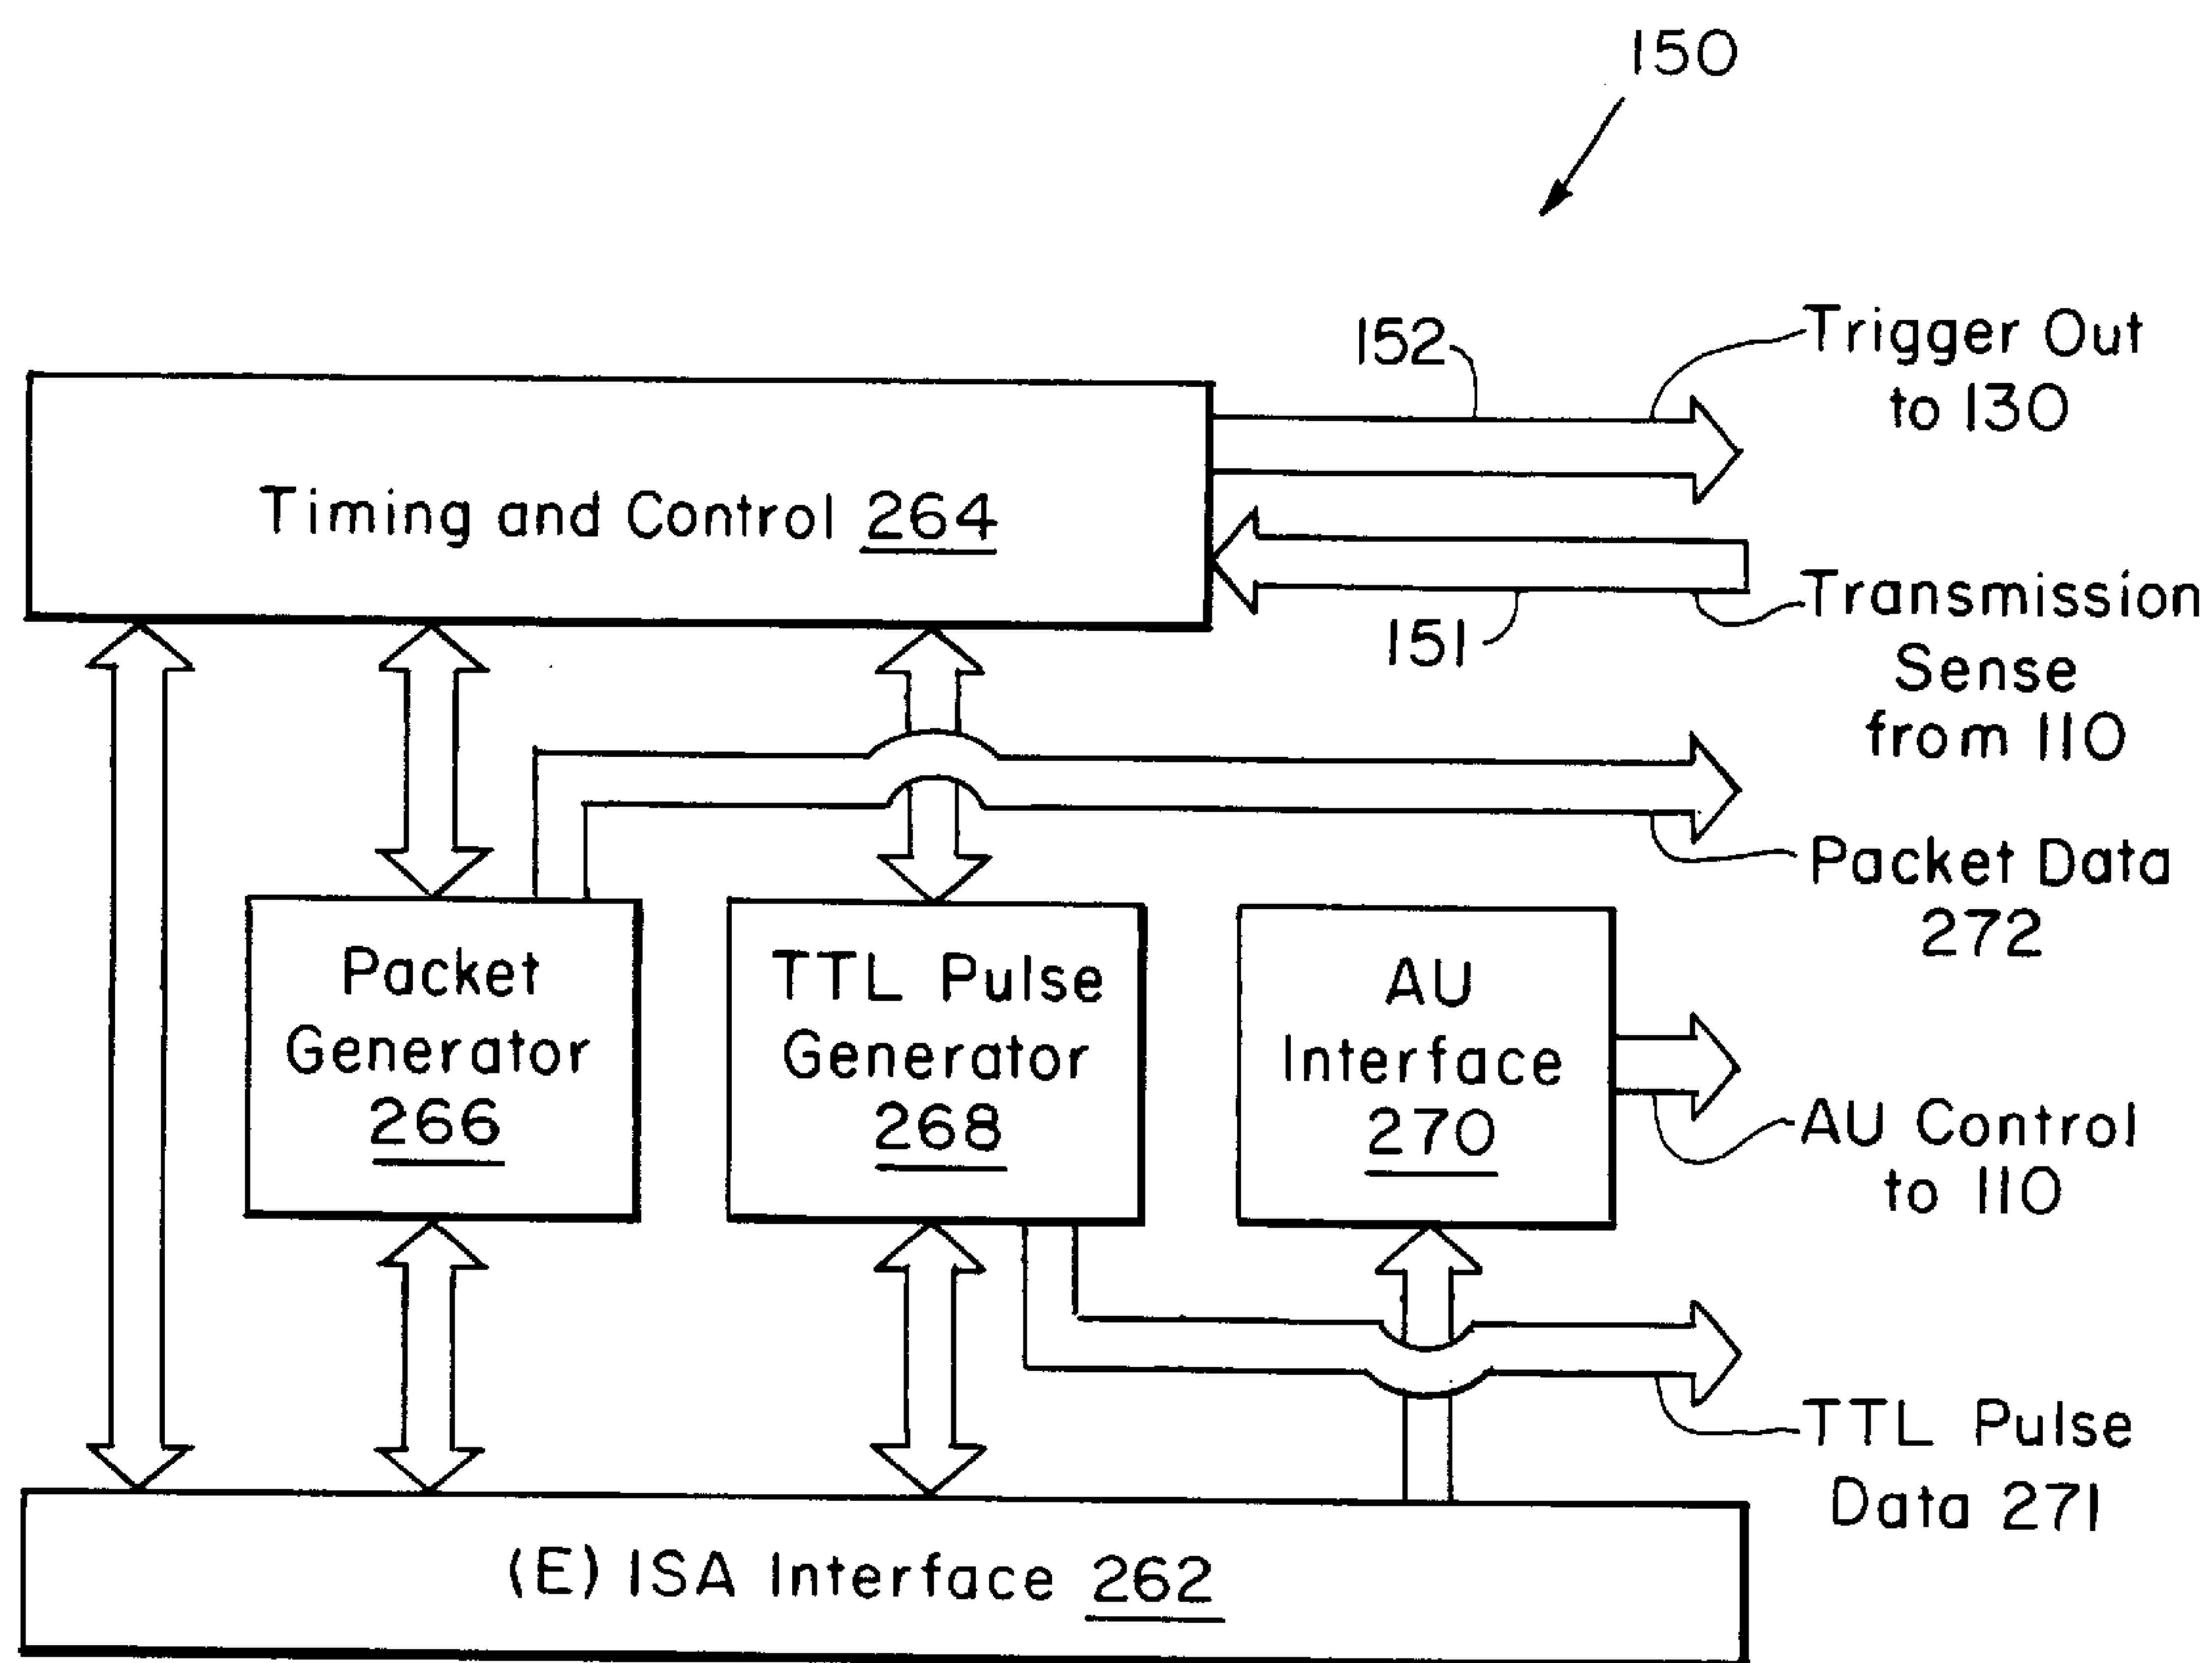 150
152
Trigger Out
to 130
Timing and Control 264
151
Transmission
Sense
from 110
Packet Data
272
Packet
Generator
266
TTL Pulse
Generator
268
AU
Interface
270
AU Control
to 110
TTL Pulse
Data 271
(E) ISA Interface 262